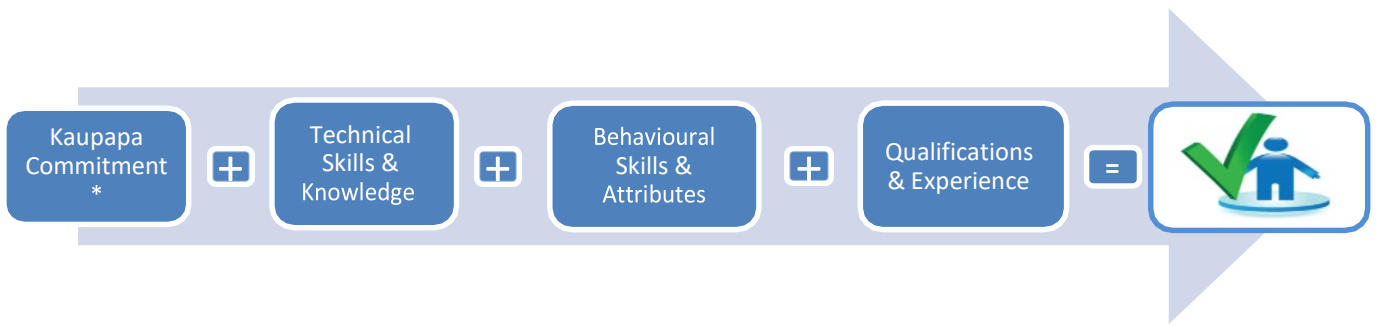 Kaupapa
Commitment
*
+
Technical
Skills &
Knowledge
+
Behavioural
Skills &
Attributes
+
Qualifications
& Experience
=